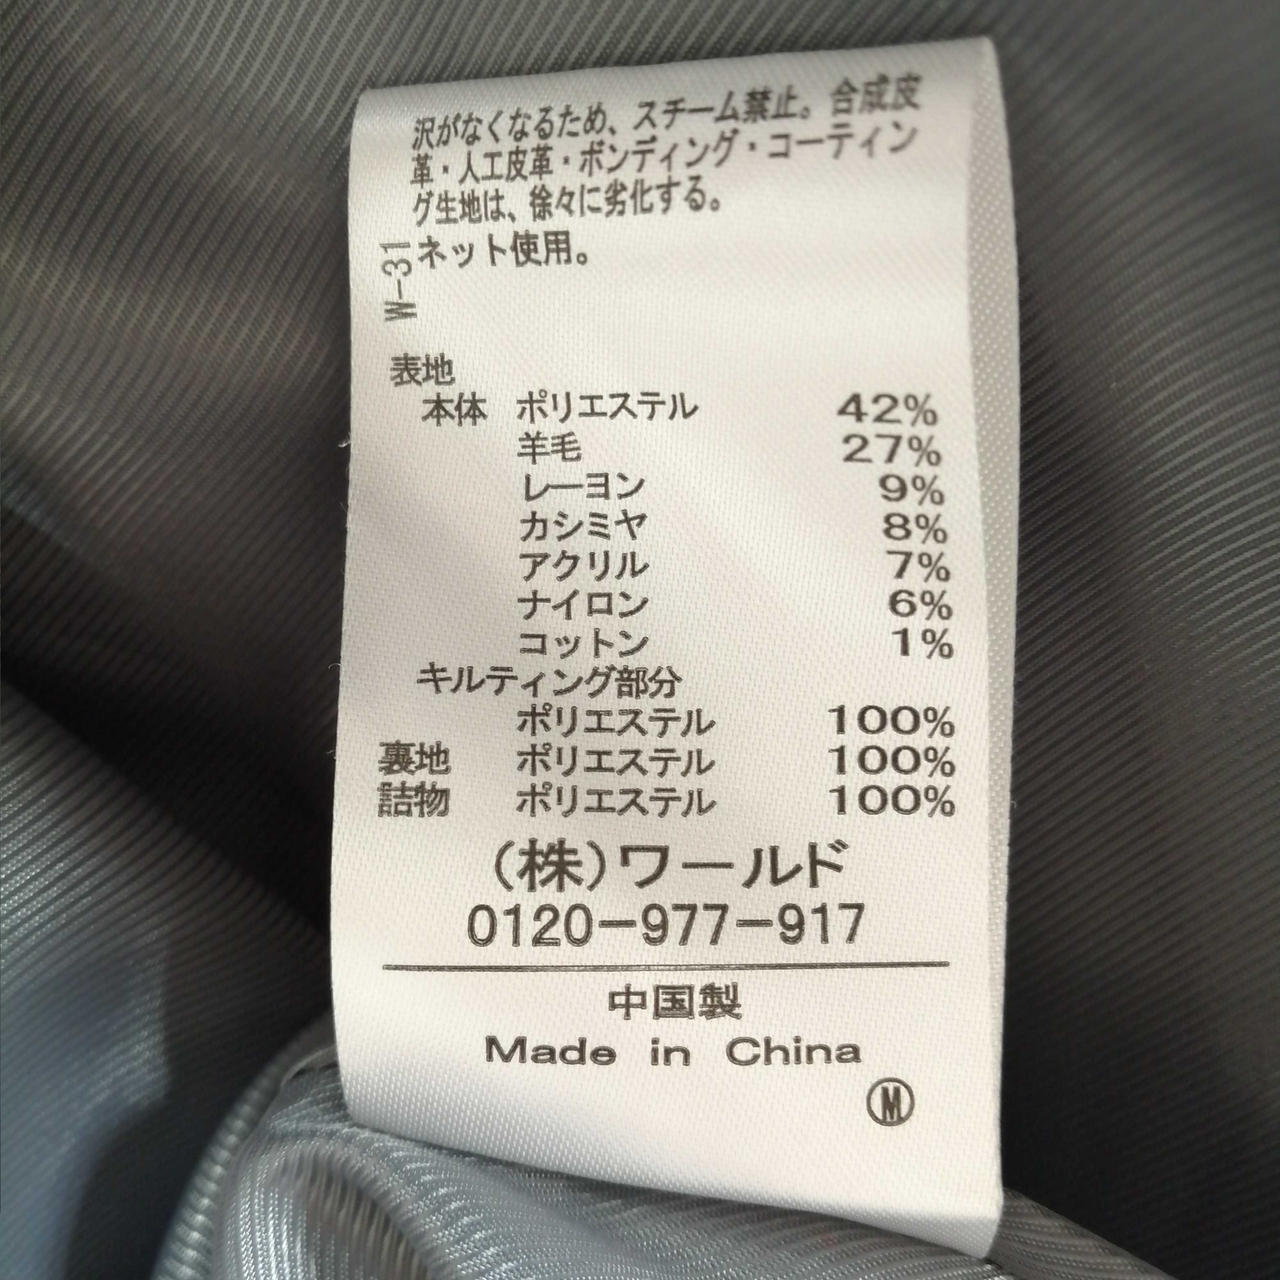 沢がなくなるため、スチーム禁止。合成皮
革・人工皮革・ボンディング・コーティン
グ生地は、徐々に劣化する。
ネット使用。
W-31
表地
本体 ポリエステル 42%
羊毛 27%
レーヨン 9%
カシミヤ 8%
アクリル 7%
ナイロン 6%
コットン 1%
キルティング部分
ポリエステル 100%
裏地 ポリエステル 100%
詰物 ポリエステル 100%
(株)ワールド
0120-977-917
中国製
Made in China
Ⓜ